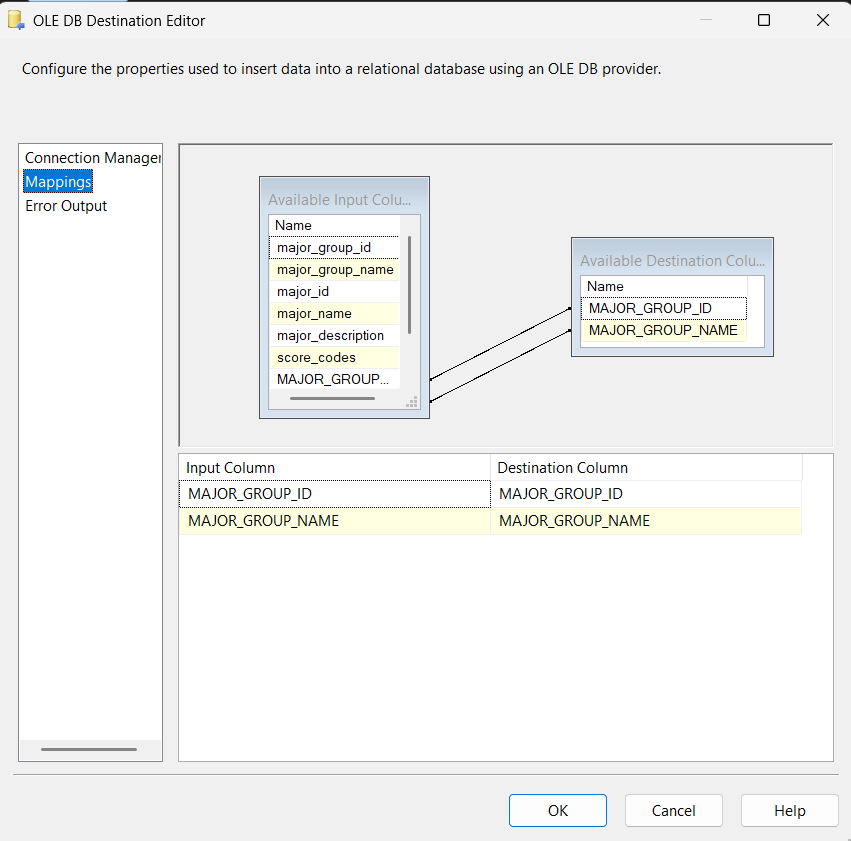 OLE DB Destination Editor
Configure the properties used to insert data into a relational database using an OLE DB provider.
Connection Manager
Mappings
Error Output
Available Input Colu...
Name
major_group_id
major_group_name
major_id
major_name
major_description
score_codes
MAJOR_GROUP...
Available Destination Colu...
Name
MAJOR_GROUP_ID
MAJOR_GROUP_NAME
Input Column Destination Column
MAJOR_GROUP_ID MAJOR_GROUP_ID
MAJOR_GROUP_NAME MAJOR_GROUP_NAME
OK Cancel Help